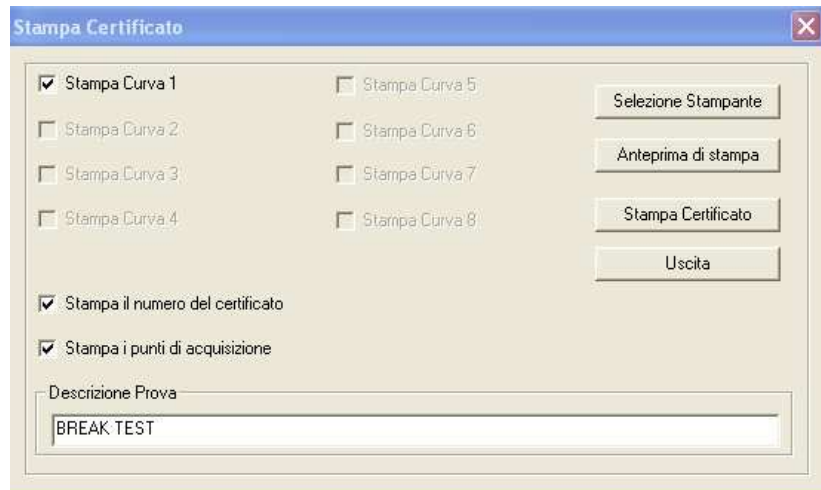 Stampa Certificato
Stampa Curva 1
Stampa Curva 5
Selezione Stampante
Stampa Curva 2
Stampa Curva 6
Anteprima di stampa
Stampa Curva 3
Stampa Curva 7
Stampa Curva 4
Stampa Curva 8
Stampa Certificato
Uscita
Stampa il numero del certificato
Stampa i punti di acquisizione
Descrizione Prova
BREAK TEST